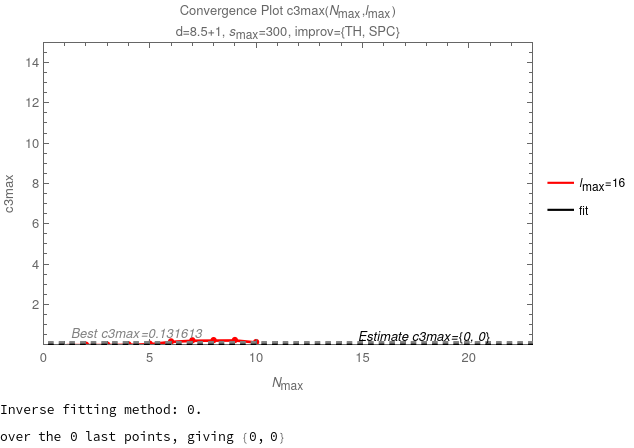 Convergence Plot c3max(Nmax,lmax)
d=8.5+1, smax=300, improv={TH, SPC}
14
12
10
8
6
4
2
c3max
Best c3max=0.131613
Estimate c3max={0, 0}
0 5 10 15 20
Nmax
lmax=16
fit
Inverse fitting method: 0.
over the 0 last points, giving {0, 0}